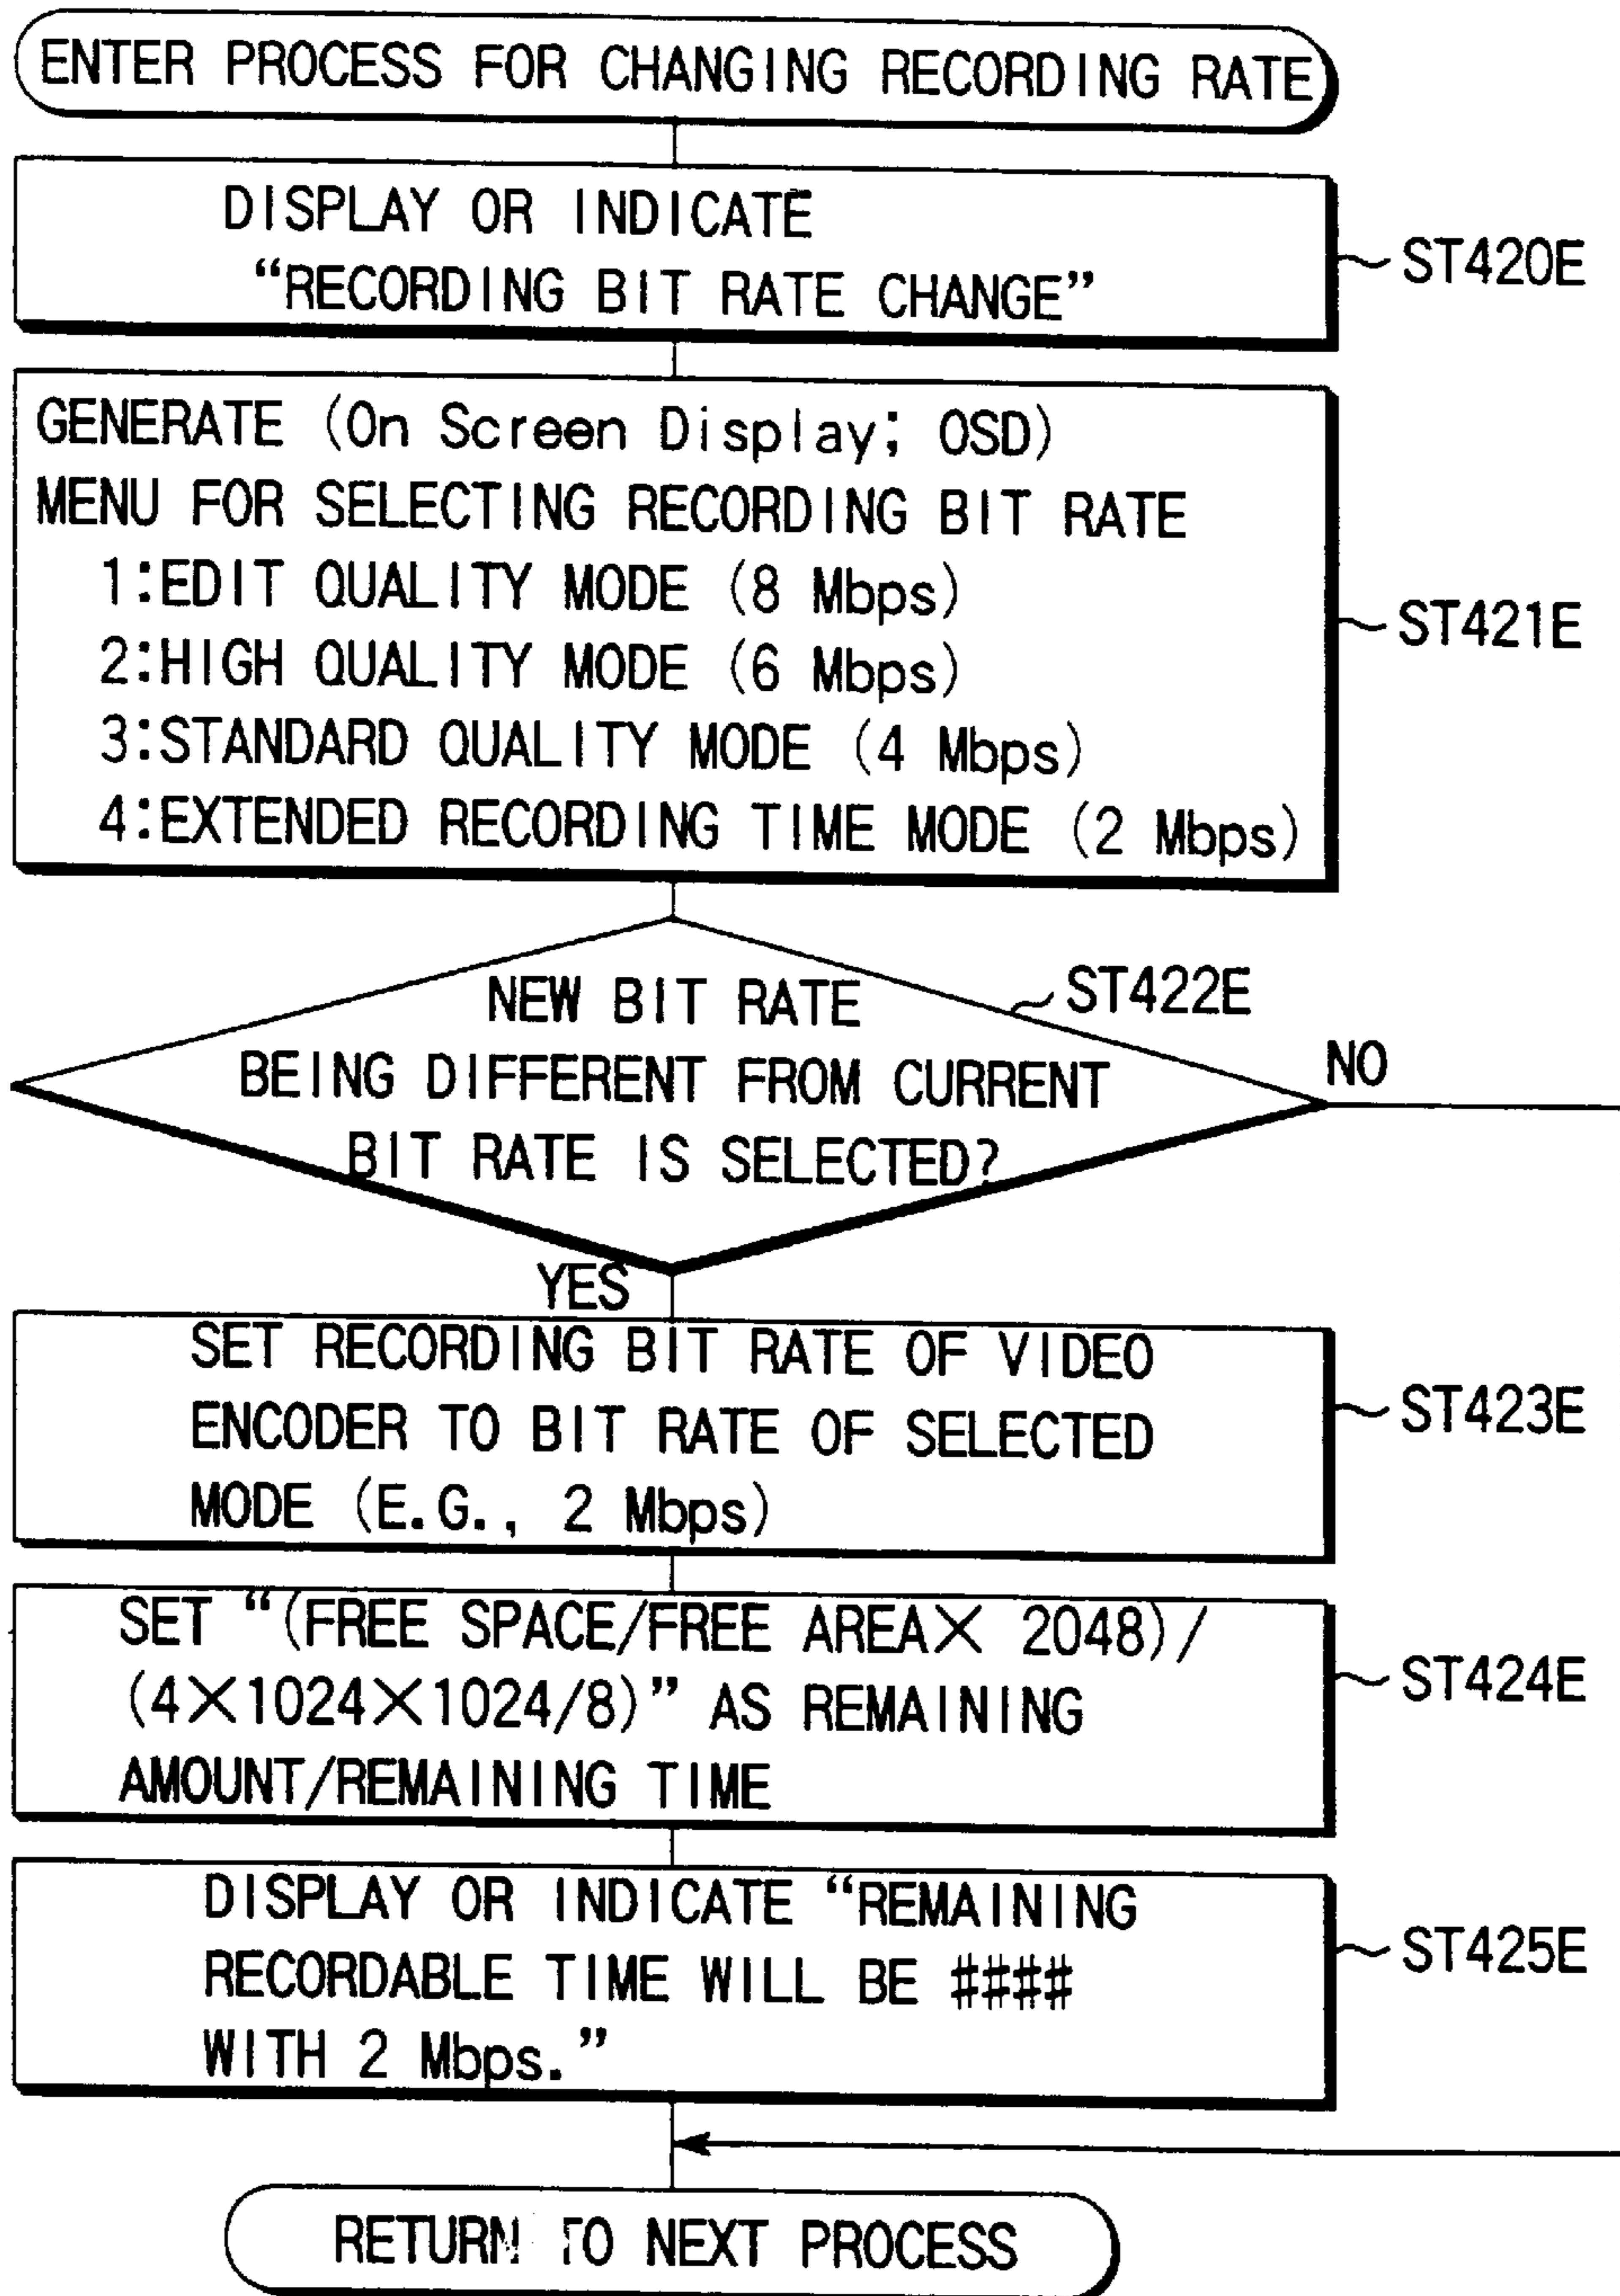 ENTER PROCESS FOR CHANGING RECORDING RATE
DISPLAY OR INDICATE
“RECORDING BIT RATE CHANGE”
ST420E
GENERATE (On Screen Display; OSD)
MENU FOR SELECTING RECORDING BIT RATE
1:EDIT QUALITY MODE (8 Mbps)
2:HIGH QUALITY MODE (6 Mbps)
3:STANDARD QUALITY MODE (4 Mbps)
4:EXTENDED RECORDING TIME MODE (2 Mbps)
ST421E
NEW BIT RATE
BEING DIFFERENT FROM CURRENT
BIT RATE IS SELECTED?
ST422E
NO
YES
SET RECORDING BIT RATE OF VIDEO
ENCODER TO BIT RATE OF SELECTED
MODE (E.G., 2 Mbps)
ST423E
SET “(FREE SPACE/FREE AREA× 2048)/
(4×1024×1024/8)” AS REMAINING
AMOUNT/REMAINING TIME
ST424E
DISPLAY OR INDICATE “REMAINING
RECORDABLE TIME WILL BE ####
WITH 2 Mbps.”
ST425E
RETURN TO NEXT PROCESS